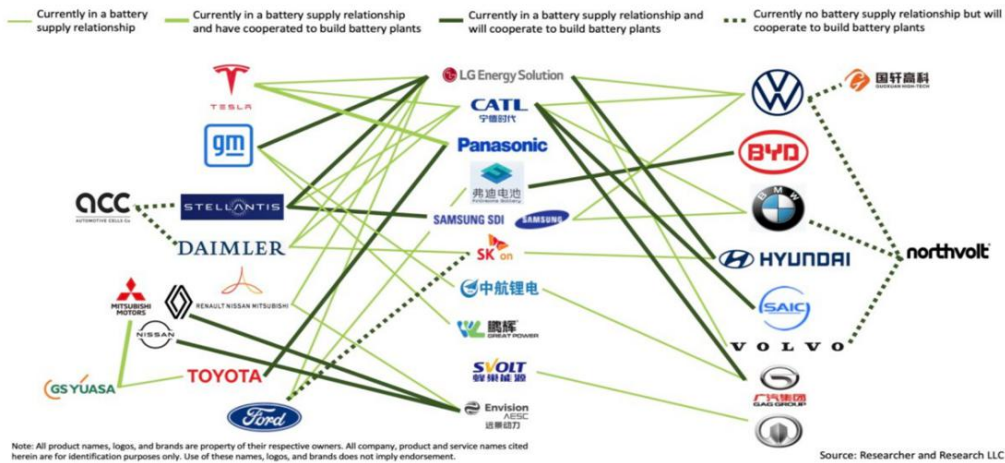 Currently in a battery
supply relationship
Currently in a battery supply relationship
and have cooperated to build battery plants
Currently in a battery supply relationship and
will cooperate to build battery plants
Currently no battery supply relationship but will
cooperate to build battery plants
TESLA
LG Energy Solution
CATL
宁德时代
国轩高科
GUOXUAN HIGH-TECH
gm
Panasonic
BYD
弗迪电池
FinDreams Battery
acc
AUTOMOTIVE CELLS Co
STELLANTIS
SAMSUNG SDI
SAMSUNG
BMW
DAIMLER
SK on
HYUNDAI
northvolt
MITSUBISHI
MOTORS
RENAULT NISSAN MITSUBISHI
中航锂电
SAIC
NISSAN
鹏辉
GREAT POWER
VOLVO
GS YUASA
TOYOTA
SVOLT
蜂巢能源
广汽集团
GAG GROUP
Ford
Envision
AESC
远景动力
Note: All product names, logos, and brands are property of their respective owners. All company, product and service names cited
herein are for identification purposes only. Use of these names, logos, and brands does not imply endorsement.
Source: Researcher and Research LLC